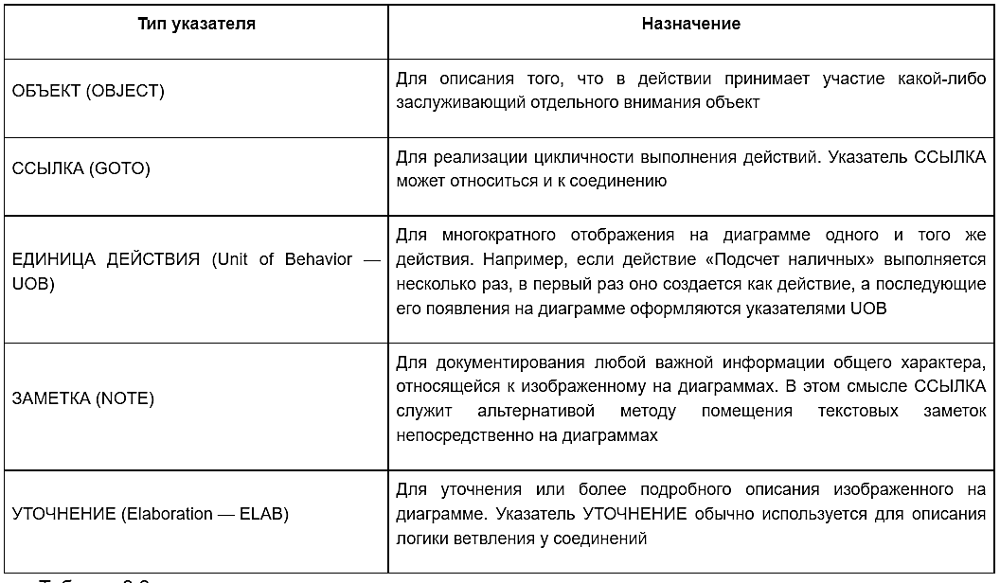 Тип указателя
Назначение
ОБЪЕКТ (OBJECT)
Для описания того, что в действии принимает участие какой-либо
заслуживающий отдельного внимания объект
ССЫЛКА (GOTO)
Для реализации цикличности выполнения действий. Указатель ССЫЛКА
может относиться и к соединению
ЕДИНИЦА ДЕЙСТВИЯ (Unit of Behavior —
UOB)
Для многократного отображения на диаграмме одного и того же
действия. Например, если действие «Подсчет наличных» выполняется
несколько раз, в первый раз оно создается как действие, а последующие
его появления на диаграмме оформляются указателями UOB
ЗАМЕТКА (NOTE)
Для документирования любой важной информации общего характера,
относящейся к изображенному на диаграммах. В этом смысле ССЫЛКА
служит альтернативой методу помещения текстовых заметок
непосредственно на диаграммах
УТОЧНЕНИЕ (Elaboration — ELAB)
Для уточнения или более подробного описания изображенного на
диаграмме. Указатель УТОЧНЕНИЕ обычно используется для описания
логики ветвления у соединений